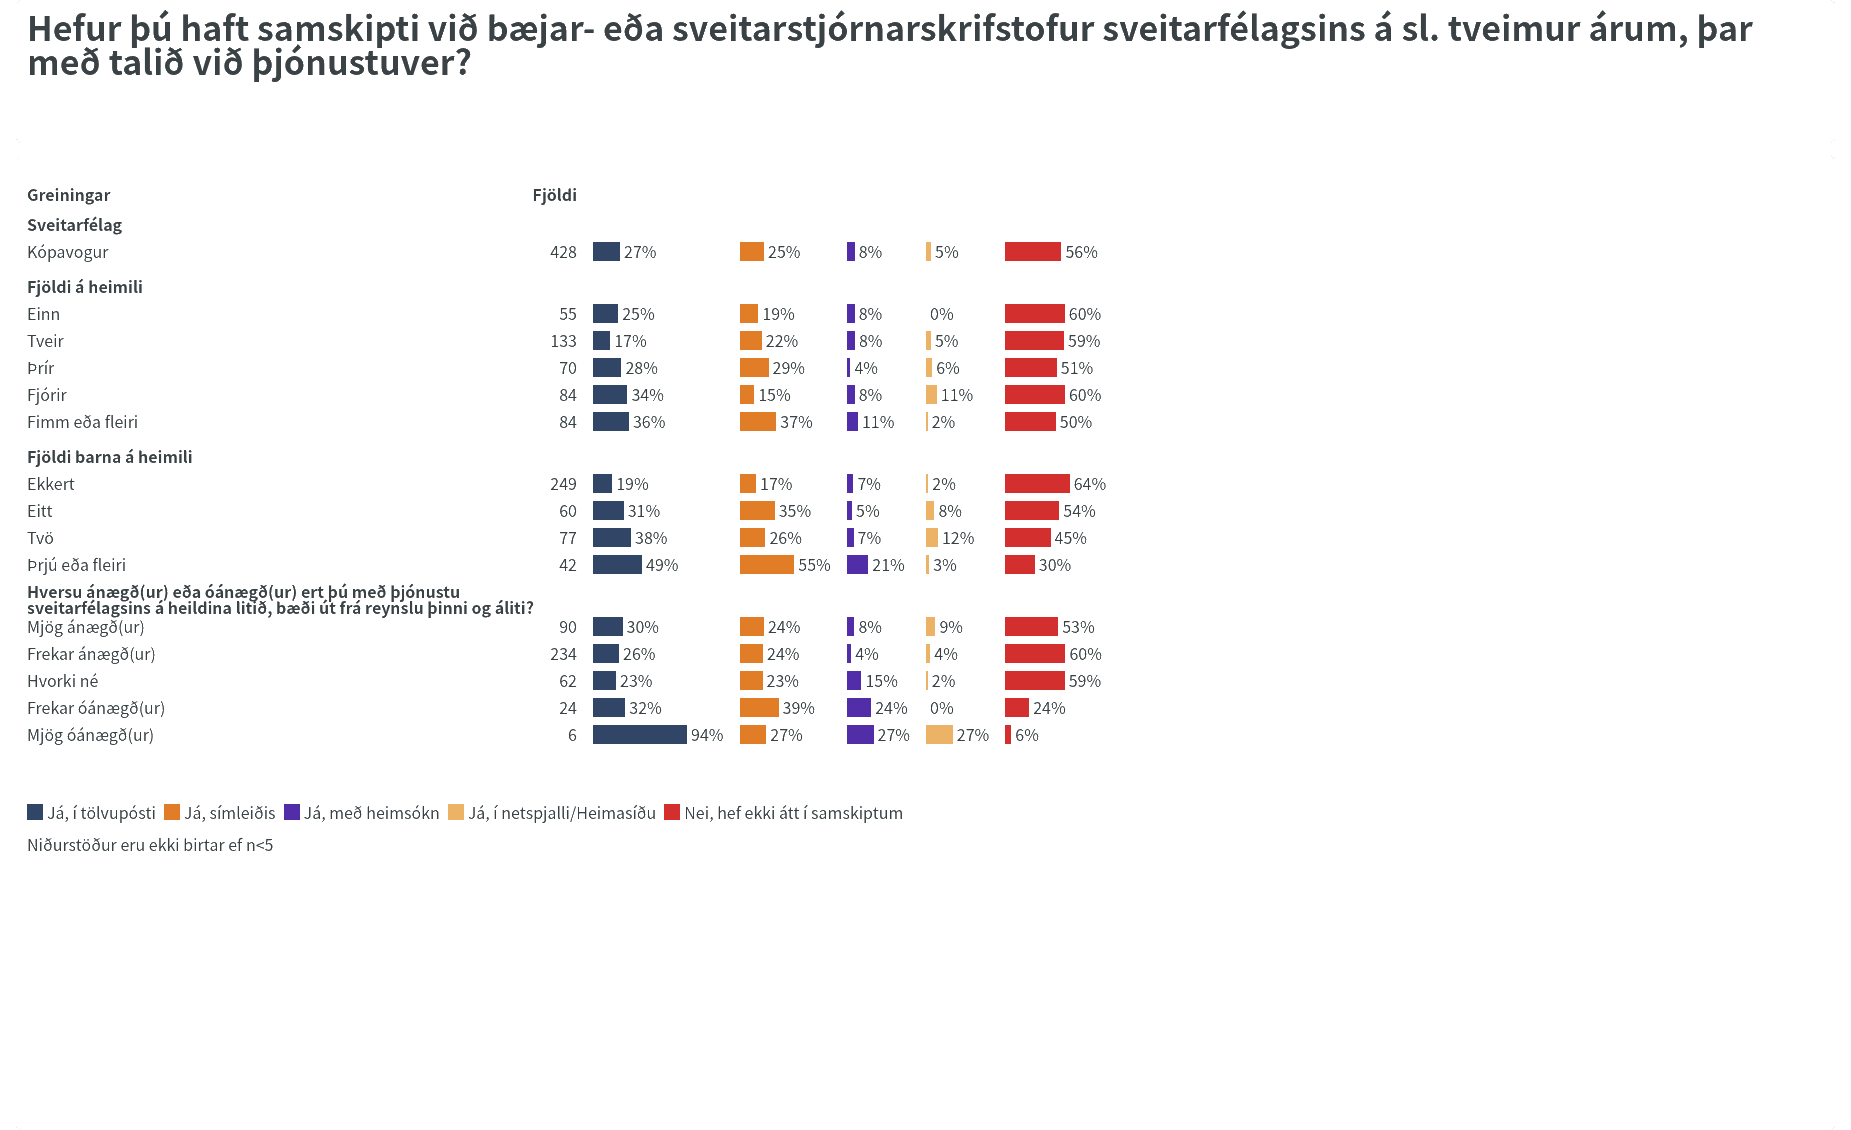 Hefur þú haft samskipti við bæjar- eða sveitarstjórnarskrifstofur sveitarfélagsins á sl. tveimur árum, þar
með talið við þjónustuver?
Greiningar Fjöldi
Sveitarfélag
Kópavogur 428 27% 25% 8% 5% 56%
Fjöldi á heimili
Einn 55 25% 19% 8% 0% 60%
Tveir 133 17% 22% 8% 5% 59%
Þrír 70 28% 29% 4% 6% 51%
Fjórir 84 34% 15% 8% 11% 60%
Fimm eða fleiri 84 36% 37% 11% 2% 50%
Fjöldi barna á heimili
Ekkert 249 19% 17% 7% 2% 64%
Eitt 60 31% 35% 5% 8% 54%
Tvö 77 38% 26% 7% 12% 45%
Þrjú eða fleiri 42 49% 55% 21% 3% 30%
Hversu ánægð(ur) eða óánægð(ur) ert þú með þjónustu
sveitarfélagsins á heildina litið, bæði út frá reynslu þinni og áliti?
Mjög ánægð(ur) 90 30% 24% 8% 9% 53%
Frekar ánægð(ur) 234 26% 24% 4% 4% 60%
Hvorki né 62 23% 23% 15% 2% 59%
Frekar óánægð(ur) 24 32% 39% 24% 0% 24%
Mjög óánægð(ur) 6 94% 27% 27% 27% 6%
Já, í tölvupósti Já, símleiðis Já, með heimsókn Já, í netspjalli/Heimasíðu Nei, hef ekki átt í samskiptum
Niðurstöður eru ekki birtar ef n<5